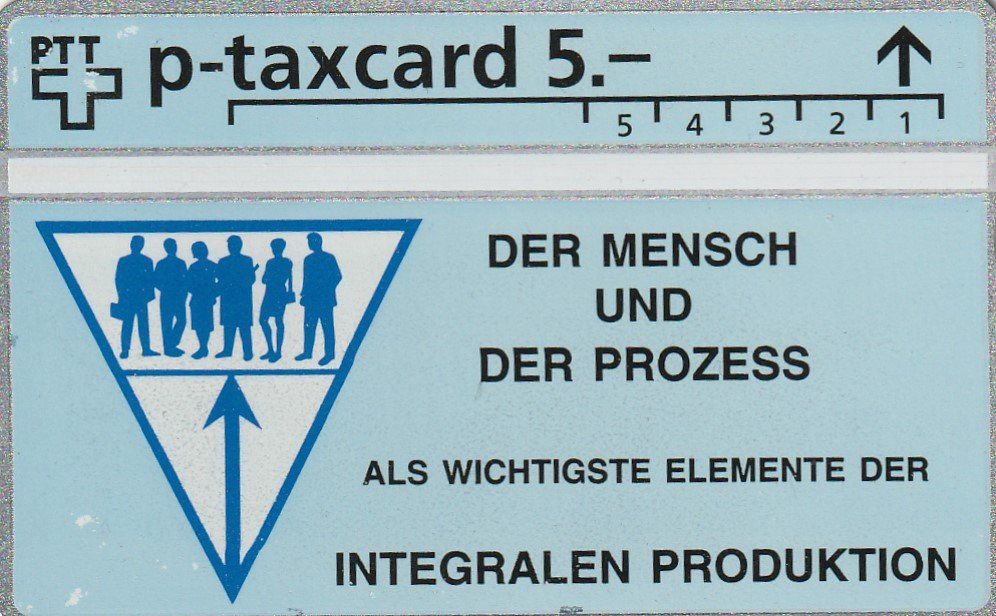 PTT
p-taxcard 5.–
5 4 3 2 1
DER MENSCH
UND
DER PROZESS
ALS WICHTIGSTE ELEMENTE DER
INTEGRALEN PRODUKTION